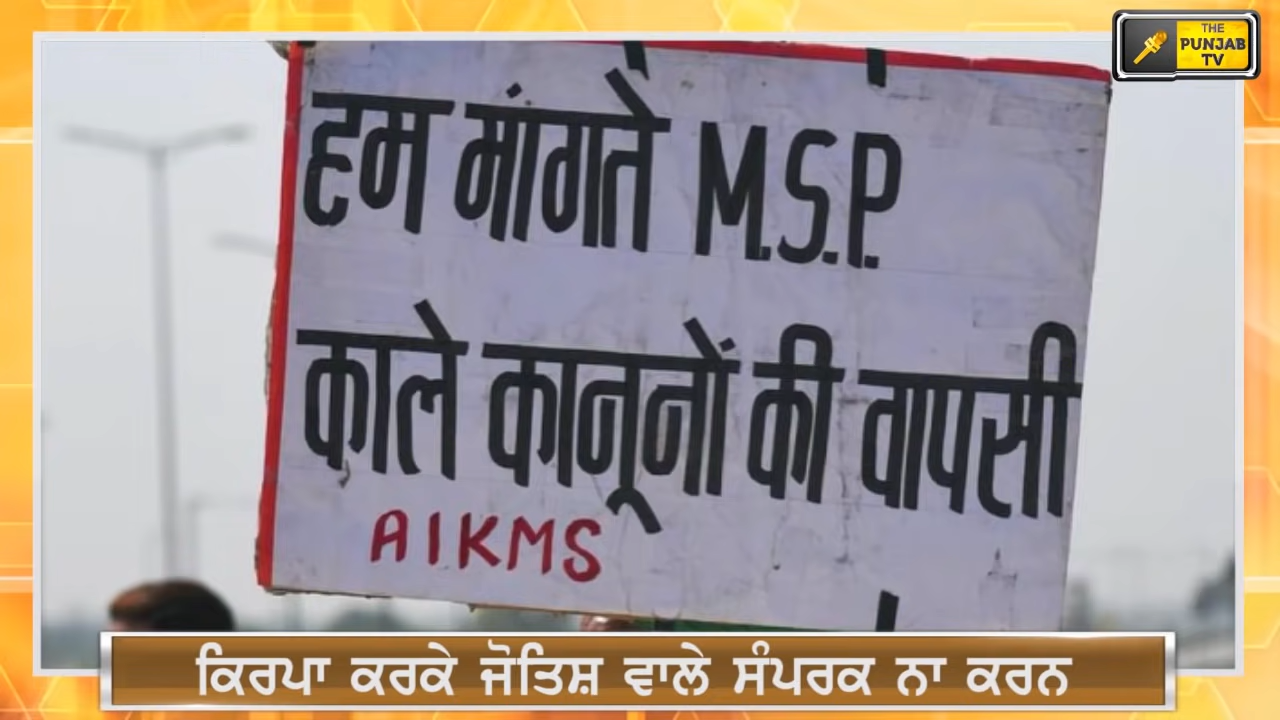 THE
PUNJAB
TV
हम मांगते M.S.P.
काले कानूनों की वापसी
AIKMS
ਕਿਰਪਾ ਕਰਕੇ ਜੋਤਿਸ਼ ਵਾਲੇ ਸੰਪਰਕ ਨਾ ਕਰਨ